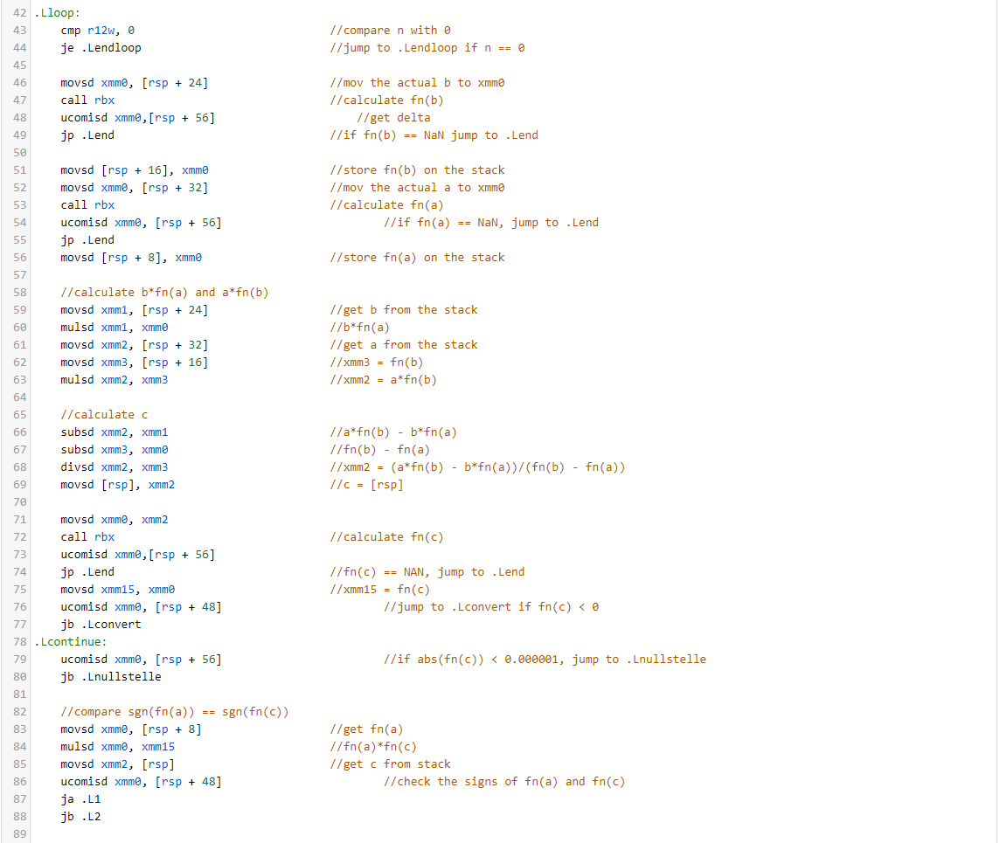 42 .Lloop:
43 cmp r12w, 0 //compare n with 0
44 je .Lendloop //jump to .Lendloop if n == 0
45
46 movsd xmm0, [rsp + 24] //mov the actual b to xmm0
47 call rbx //calculate fn(b)
48 ucomisd xmm0,[rsp + 56] //get delta
49 jp .Lend //if fn(b) == NaN jump to .Lend
50
51 movsd [rsp + 16], xmm0 //store fn(b) on the stack
52 movsd xmm0, [rsp + 32] //mov the actual a to xmm0
53 call rbx //calculate fn(a)
54 ucomisd xmm0, [rsp + 56] //if fn(a) == NaN, jump to .Lend
55 jp .Lend
56 movsd [rsp + 8], xmm0 //store fn(a) on the stack
57
58 //calculate b*fn(a) and a*fn(b)
59 movsd xmm1, [rsp + 24] //get b from the stack
60 mulsd xmm1, xmm0 //b*fn(a)
61 movsd xmm2, [rsp + 32] //get a from the stack
62 movsd xmm3, [rsp + 16] //xmm3 = fn(b)
63 mulsd xmm2, xmm3 //xmm2 = a*fn(b)
64
65 //calculate c
66 subsd xmm2, xmm1 //a*fn(b) - b*fn(a)
67 subsd xmm3, xmm0 //fn(b) - fn(a)
68 divsd xmm2, xmm3 //xmm2 = (a*fn(b) - b*fn(a))/(fn(b) - fn(a))
69 movsd [rsp], xmm2 //c = [rsp]
70
71 movsd xmm0, xmm2
72 call rbx //calculate fn(c)
73 ucomisd xmm0,[rsp + 56]
74 jp .Lend //fn(c) == NAN, jump to .Lend
75 movsd xmm15, xmm0 //xmm15 = fn(c)
76 ucomisd xmm0, [rsp + 48] //jump to .Lconvert if fn(c) < 0
77 jb .Lconvert
78 .Lcontinue:
79 ucomisd xmm0, [rsp + 56] //if abs(fn(c)) < 0.000001, jump to .Lnullstelle
80 jb .Lnullstelle
81
82 //compare sgn(fn(a)) == sgn(fn(c))
83 movsd xmm0, [rsp + 8] //get fn(a)
84 mulsd xmm0, xmm15 //fn(a)*fn(c)
85 movsd xmm2, [rsp] //get c from stack
86 ucomisd xmm0, [rsp + 48] //check the signs of fn(a) and fn(c)
87 ja .L1
88 jb .L2
89